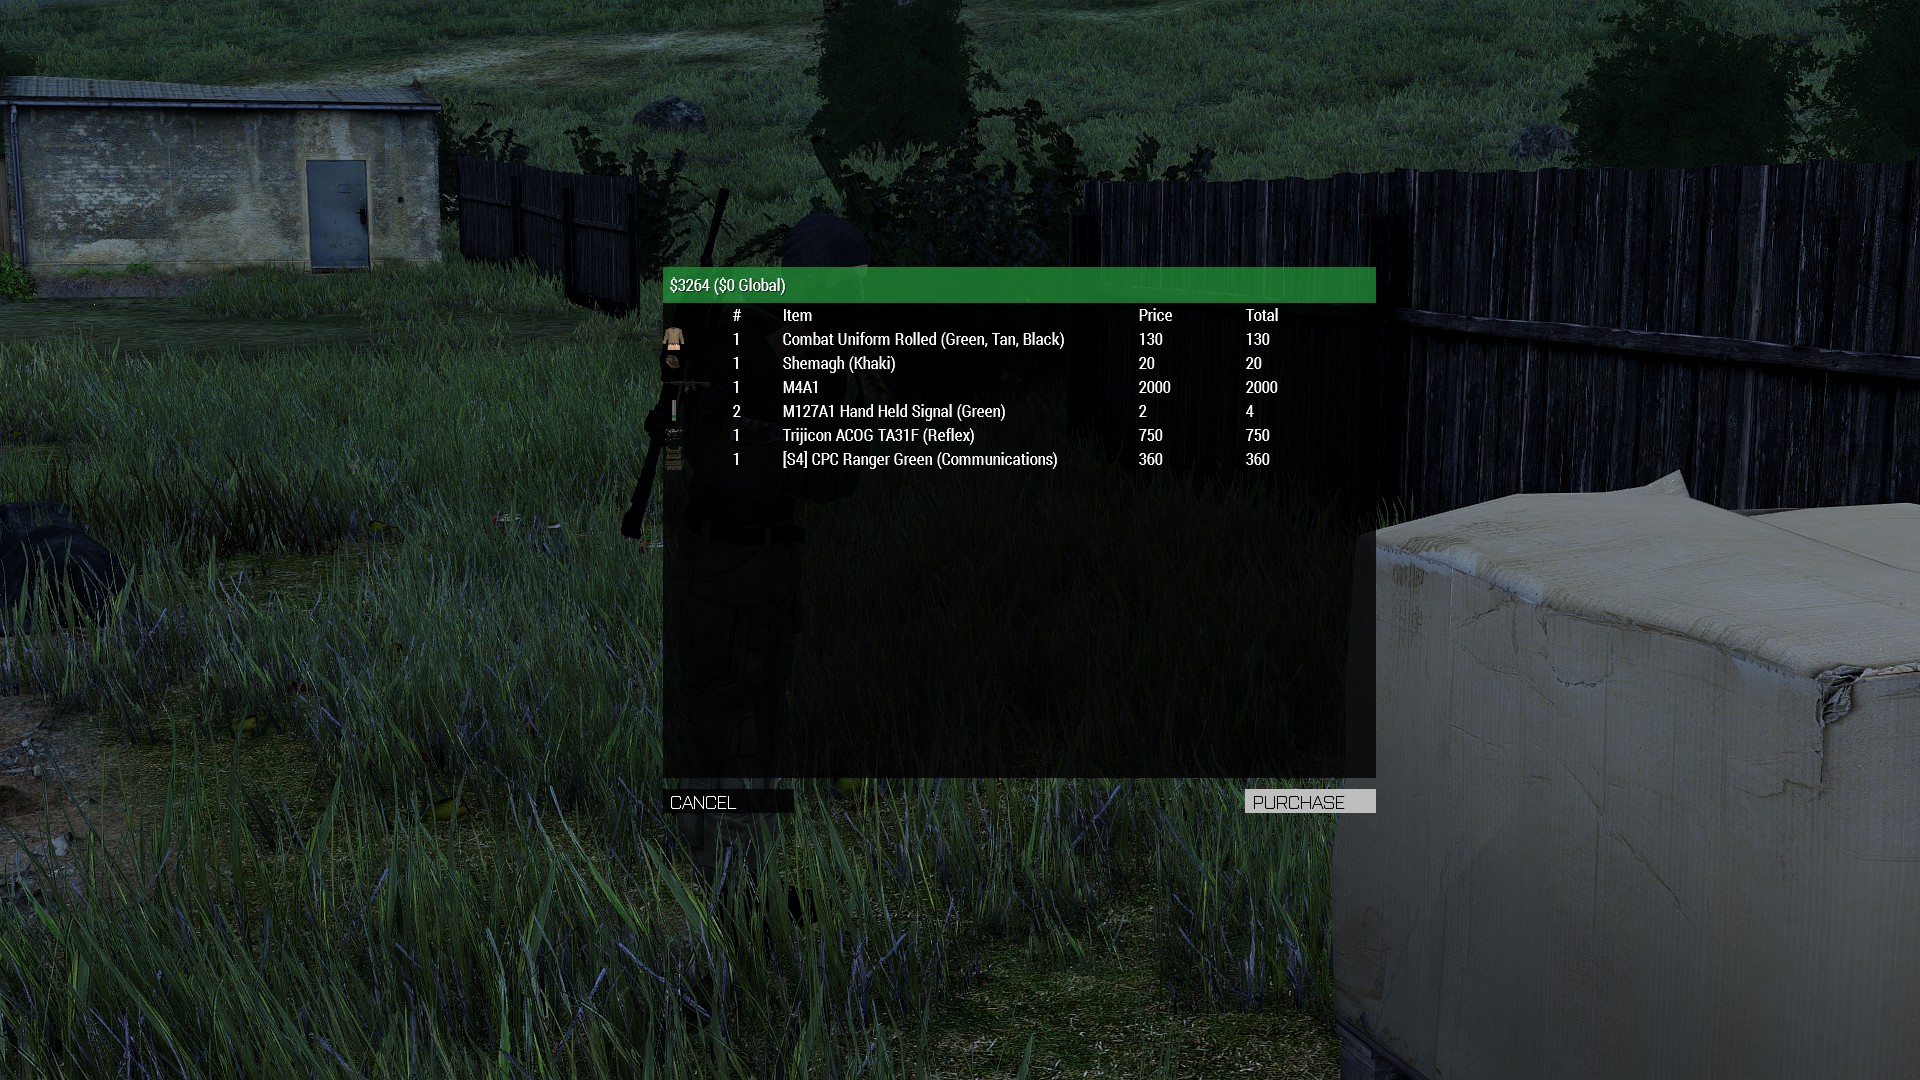 $3264 ($0 Global)
# Item Price Total
1 Combat Uniform Rolled (Green, Tan, Black) 130 130
1 Shemagh (Khaki) 20 20
1 M4A1 2000 2000
2 M127A1 Hand Held Signal (Green) 2 4
1 Trijicon ACOG TA31F (Reflex) 750 750
1 [S4] CPC Ranger Green (Communications) 360 360
CANCEL PURCHASE